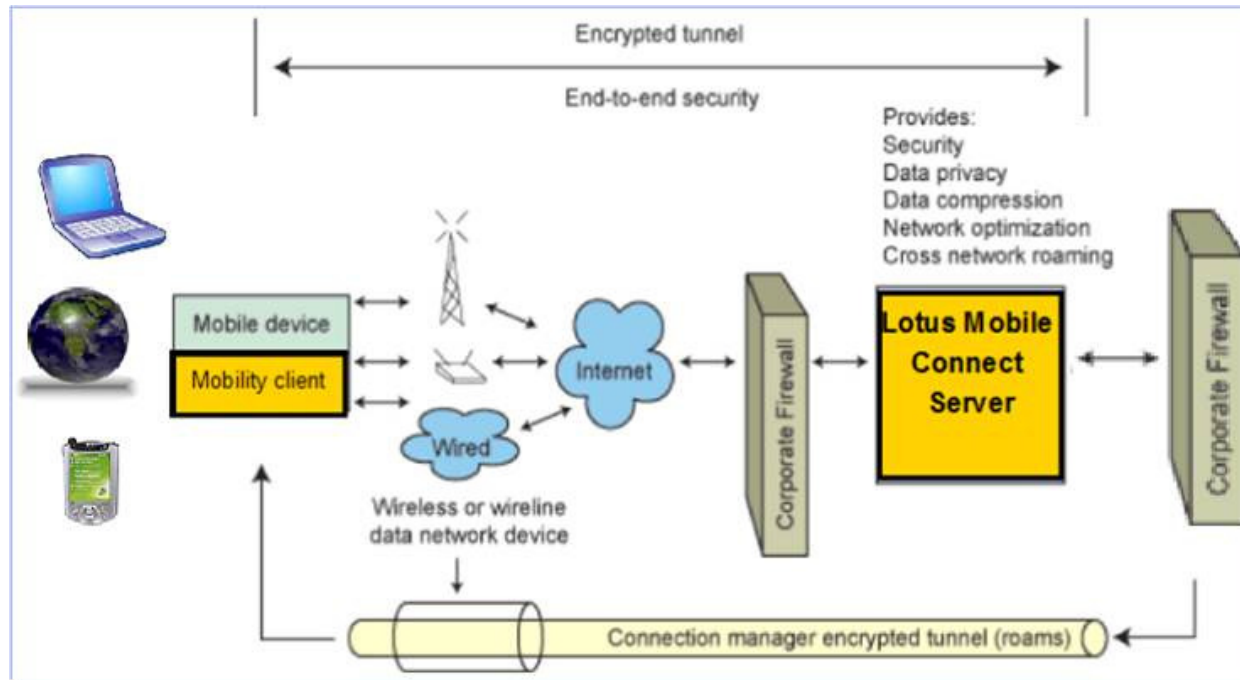 Encrypted tunnel
End-to-end security
Provides:
Security
Data privacy
Data compression
Network optimization
Cross network roaming
Mobile device
Mobility client
Internet
Wired
Wireless or wireline
data network device
Corporate Firewall
Lotus Mobile
Connect
Server
Corporate Firewall
Connection manager encrypted tunnel (roams)